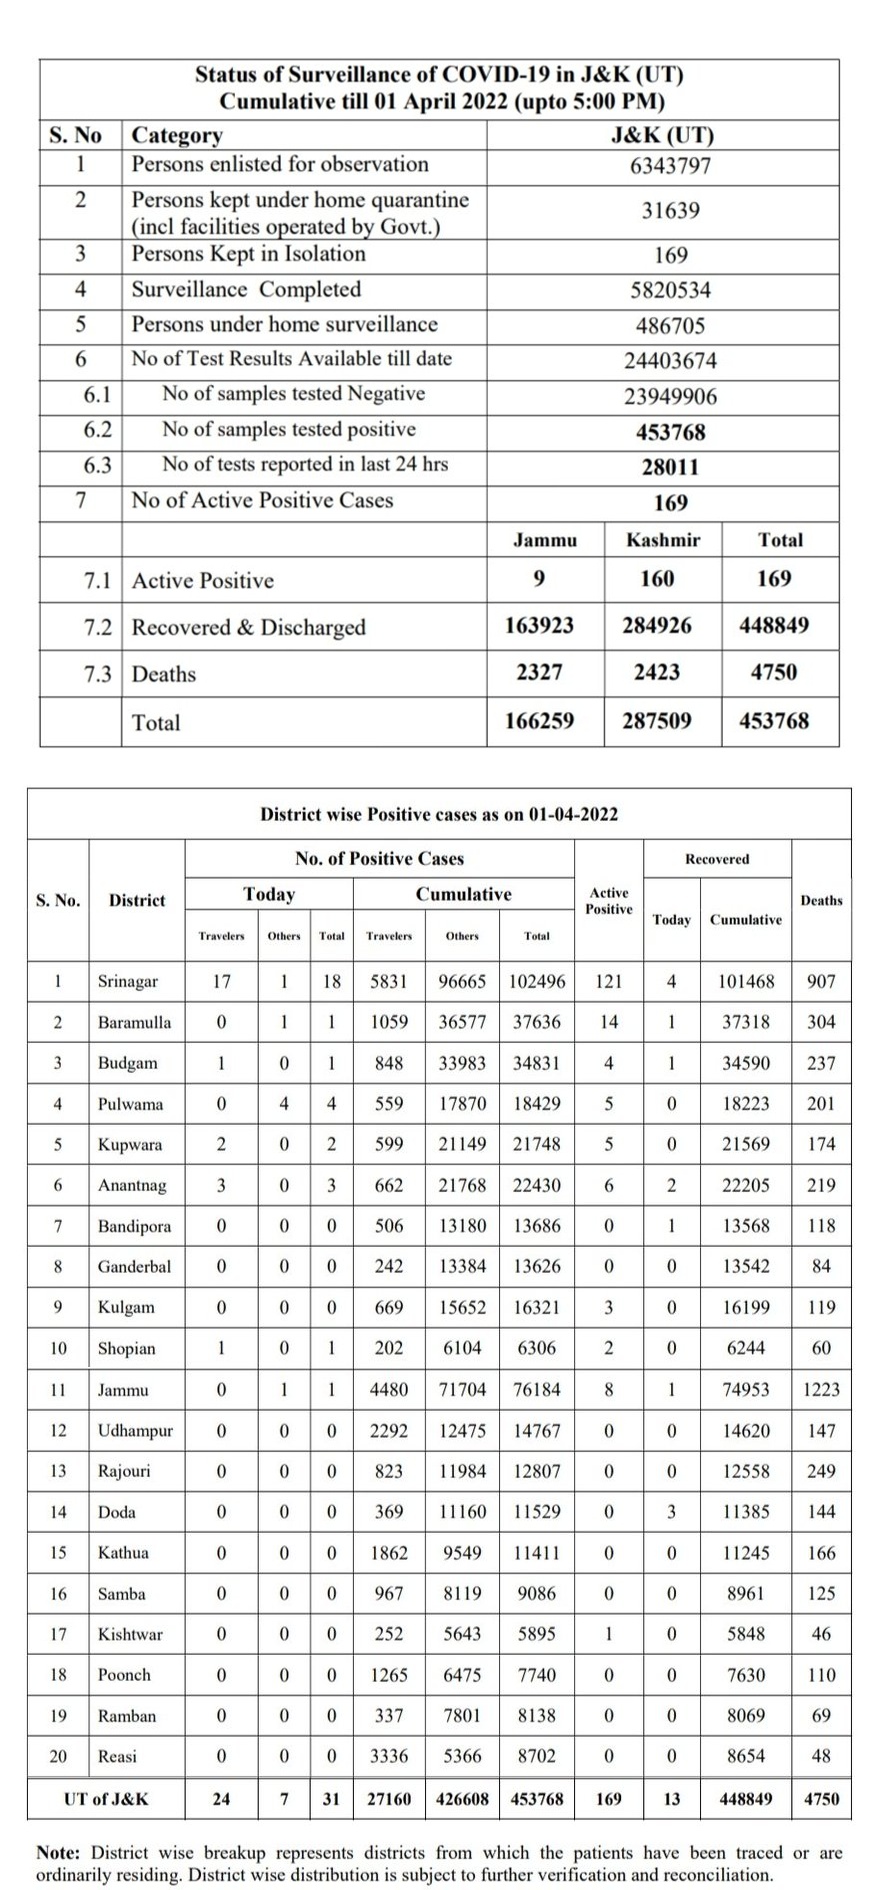 Status of Surveillance of COVID-19 in J&K (UT)
Cumulative till 01 April 2022 (upto 5:00 PM)
S. No Category J&K (UT)
1 Persons enlisted for observation 6343797
2 Persons kept under home quarantine
(incl facilities operated by Govt.) 31639
3 Persons Kept in Isolation 169
4 Surveillance Completed 5820534
5 Persons under home surveillance 486705
6 No of Test Results Available till date 24403674
6.1 No of samples tested Negative 23949906
6.2 No of samples tested positive 453768
6.3 No of tests reported in last 24 hrs 28011
7 No of Active Positive Cases 169
Jammu Kashmir Total
7.1 Active Positive 9 160 169
7.2 Recovered & Discharged 163923 284926 448849
7.3 Deaths 2327 2423 4750
Total 166259 287509 453768
District wise Positive cases as on 01-04-2022
S. No. District No. of Positive Cases Active Positive Recovered Deaths
Today Cumulative Today Cumulative
Travelers Others Total Travelers Others Total
1 Srinagar 17 1 18 5831 96665 102496 121 4 101468 907
2 Baramulla 0 1 1 1059 36577 37636 14 1 37318 304
3 Budgam 1 0 1 848 33983 34831 4 1 34590 237
4 Pulwama 0 4 4 559 17870 18429 5 0 18223 201
5 Kupwara 2 0 2 599 21149 21748 5 0 21569 174
6 Anantnag 3 0 3 662 21768 22430 6 2 22205 219
7 Bandipora 0 0 0 506 13180 13686 0 1 13568 118
8 Ganderbal 0 0 0 242 13384 13626 0 0 13542 84
9 Kulgam 0 0 0 669 15652 16321 3 0 16199 119
10 Shopian 1 0 1 202 6104 6306 2 0 6244 60
11 Jammu 0 1 1 4480 71704 76184 8 1 74953 1223
12 Udhampur 0 0 0 2292 12475 14767 0 0 14620 147
13 Rajouri 0 0 0 823 11984 12807 0 0 12558 249
14 Doda 0 0 0 369 11160 11529 0 3 11385 144
15 Kathua 0 0 0 1862 9549 11411 0 0 11245 166
16 Samba 0 0 0 967 8119 9086 0 0 8961 125
17 Kishtwar 0 0 0 252 5643 5895 1 0 5848 46
18 Poonch 0 0 0 1265 6475 7740 0 0 7630 110
19 Ramban 0 0 0 337 7801 8138 0 0 8069 69
20 Reasi 0 0 0 3336 5366 8702 0 0 8654 48
UT of J&K 24 7 31 27160 426608 453768 169 13 448849 4750
Note: District wise breakup represents districts from which the patients have been traced or are
ordinarily residing. District wise distribution is subject to further verification and reconciliation.